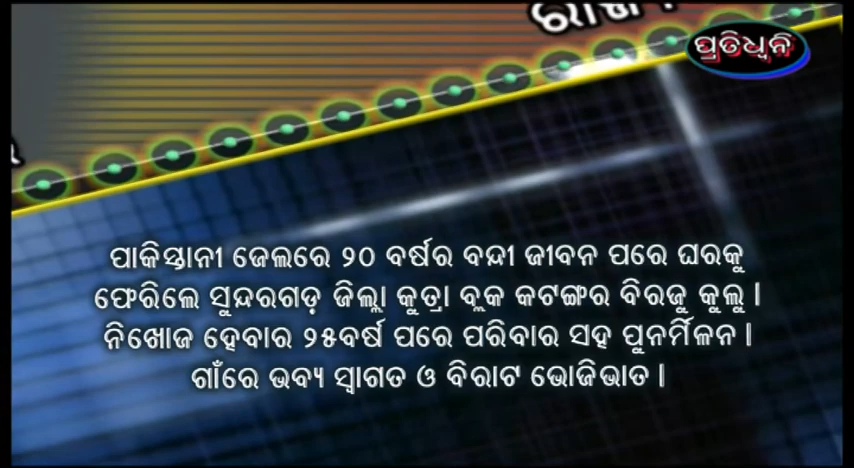 ପ୍ରତିଧ୍ୱନି
ପାକିସ୍ତାନୀ ଜେଲରେ ୨୦ ବର୍ଷର ବନ୍ଦୀ ଜୀବନ ପରେ ଘରକୁ
ଫେରିଲେ ସୁନ୍ଦରଗଡ଼ ଜିଲ୍ଲା କୁତ୍ରା ବ୍ଲକ କଟଙ୍ଗର ବିରଜୁ କୁଲୁ ।
ନିଖୋଜ ହେବାର ୨୫ବର୍ଷ ପରେ ପରିବାର ସହ ପୁନର୍ମିଳନ ।
ଗାଁରେ ଭବ୍ୟ ସ୍ୱାଗତ ଓ ବିରାଟ ଭୋଜିଭାତ ।